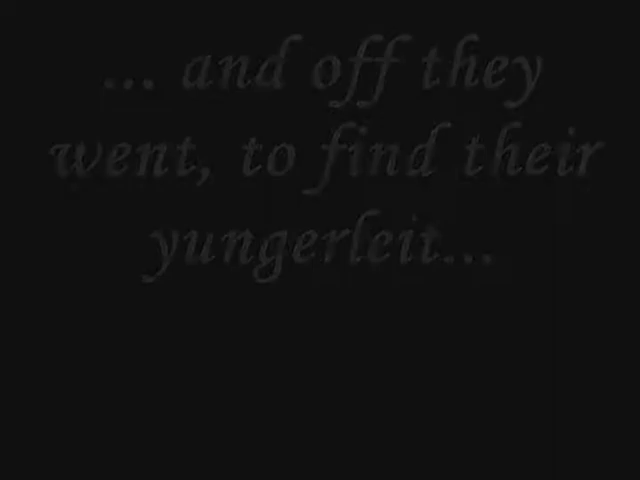 ... and off they
went, to find their
yungerleit...